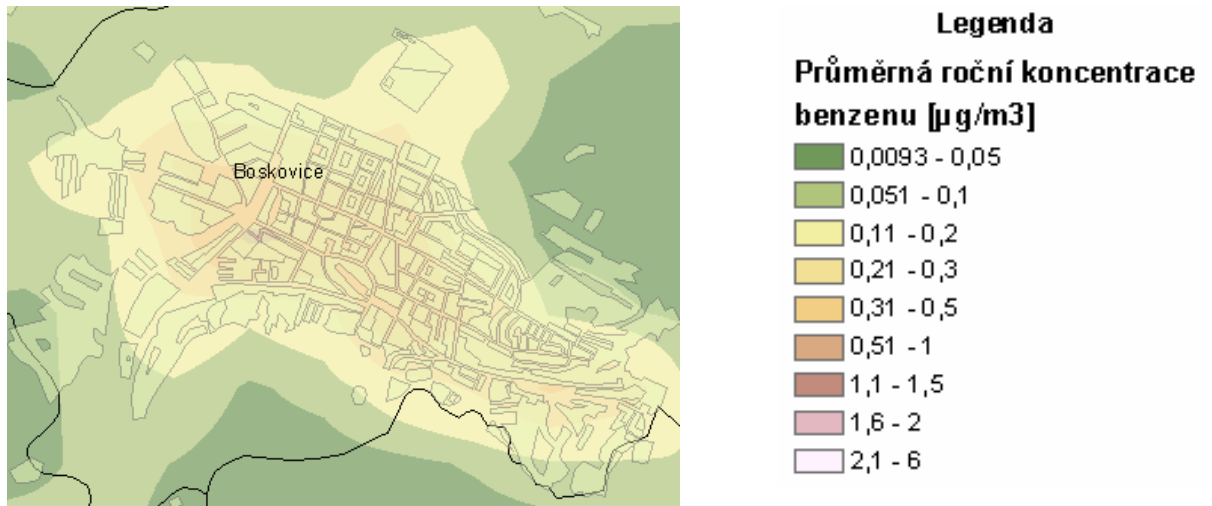 Boskovice
Legenda
Průměrná roční koncentrace
benzenu [µg/m3]
0,0093 - 0,05
0,051 - 0,1
0,11 - 0,2
0,21 - 0,3
0,31 - 0,5
0,51 - 1
1,1 - 1,5
1,6 - 2
2,1 - 6